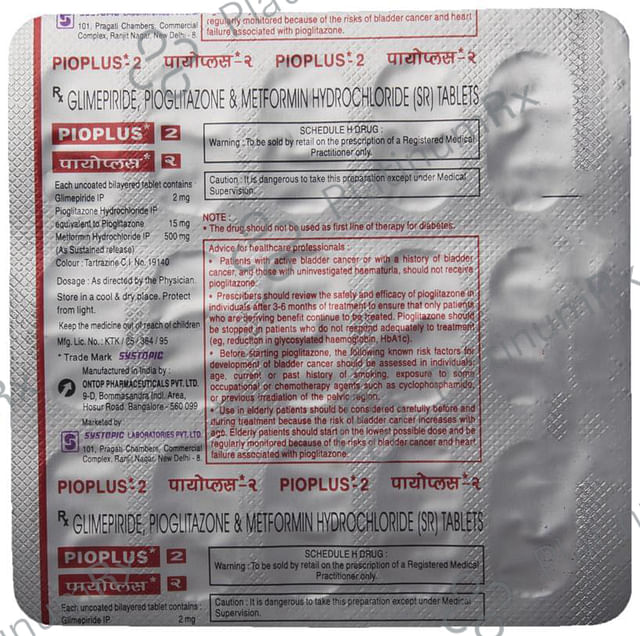 101, Pragati Chambers, Commercial
Complex, Ranjit Nagar, New Delhi - 8.
regularly monitored because of the risks of bladder cancer and heart
failure associated with pioglitazone.
PIOPLUS*-2 पायोप्लस*-२ PIOPLUS*-2 पायोप्लस*-२
Rx GLIMEPIRIDE, PIOGLITAZONE & METFORMIN HYDROCHLORIDE (SR) TABLETS
PIOPLUS* 2
पायोप्लस* २
SCHEDULE H DRUG :
Warning : To be sold by retail on the prescription of a Registered Medical
Practitioner only.
Caution : It is dangerous to take this preparation except under Medical
Supervision.
Each uncoated bilayered tablet contains
Glimepiride IP 2 mg
Pioglitazone Hydrochloride IP
equivalent to Pioglitazone 15 mg
Metformin Hydrochloride IP 500 mg
(As Sustained release)
Colour : Tartrazine C.I. No. 19140
Dosage : As directed by the Physician.
Store in a cool & dry place. Protect
from light.
Keep the medicine out of reach of children
Mfg. Lic. No.: KTK / 25 / 364 / 95
* Trade Mark SYSTOPIC
Manufactured in India by :
ONTOP PHARMACEUTICALS PVT. LTD.
9-D, Bommasandra Indl. Area,
Hosur Road, Bangalore - 560 099
Marketed by :
SYSTOPIC LABORATORIES PVT. LTD.
101, Pragati Chambers, Commercial
Complex, Ranjit Nagar, New Delhi - 8.
NOTE :
• The drug should not be used as first line of therapy for diabetes.
Advice for healthcare professionals :
• Patients with active bladder cancer or with a history of bladder
cancer, and those with uninvestigated haematuria, should not receive
pioglitazone.
• Prescribers should review the safety and efficacy of pioglitazone in
individuals after 3-6 months of treatment to ensure that only patients
who are deriving benefit continue to be treated. Pioglitazone should
be stopped in patients who do not respond adequately to treatment
(eg, reduction in glycosylated haemoglobin, HbA1c).
• Before starting pioglitazone, the following known risk factors for
development of bladder cancer should be assessed in individuals:
age, current or past history of smoking, exposure to some
occupational or chemotherapy agents such as cyclophosphamide,
or previous irradiation of the pelvic region.
• Use in elderly patients should be considered carefully before and
during treatment because the risk of bladder cancer increases with
age. Elderly patients should start on the lowest possible dose and be
regularly monitored because of the risks of bladder cancer and heart
failure associated with pioglitazone.
PIOPLUS*-2 पायोप्लस*-२ PIOPLUS*-2 पायोप्लस*-२
Rx GLIMEPIRIDE, PIOGLITAZONE & METFORMIN HYDROCHLORIDE (SR) TABLETS
PIOPLUS* 2
पायोप्लस* २
SCHEDULE H DRUG :
Warning : To be sold by retail on the prescription of a Registered Medical
Practitioner only.
Caution : It is dangerous to take this preparation except under Medical
Supervision.
Each uncoated bilayered tablet contains :
Glimepiride IP 2 mg